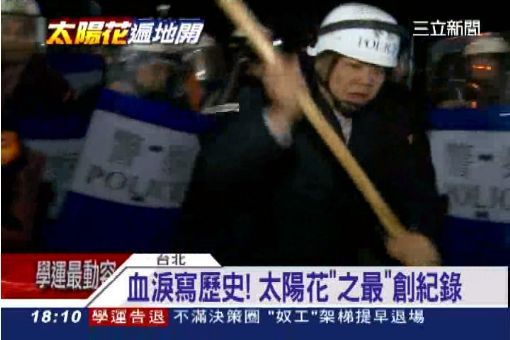 太陽花遍地開
三立新聞
POLICE
警 察
POLICE
學運最動容
台北
血淚寫歷史! 太陽花"之最"創紀錄
18:10 學運告退 不滿決策圈 "奴工"架梯提早退場